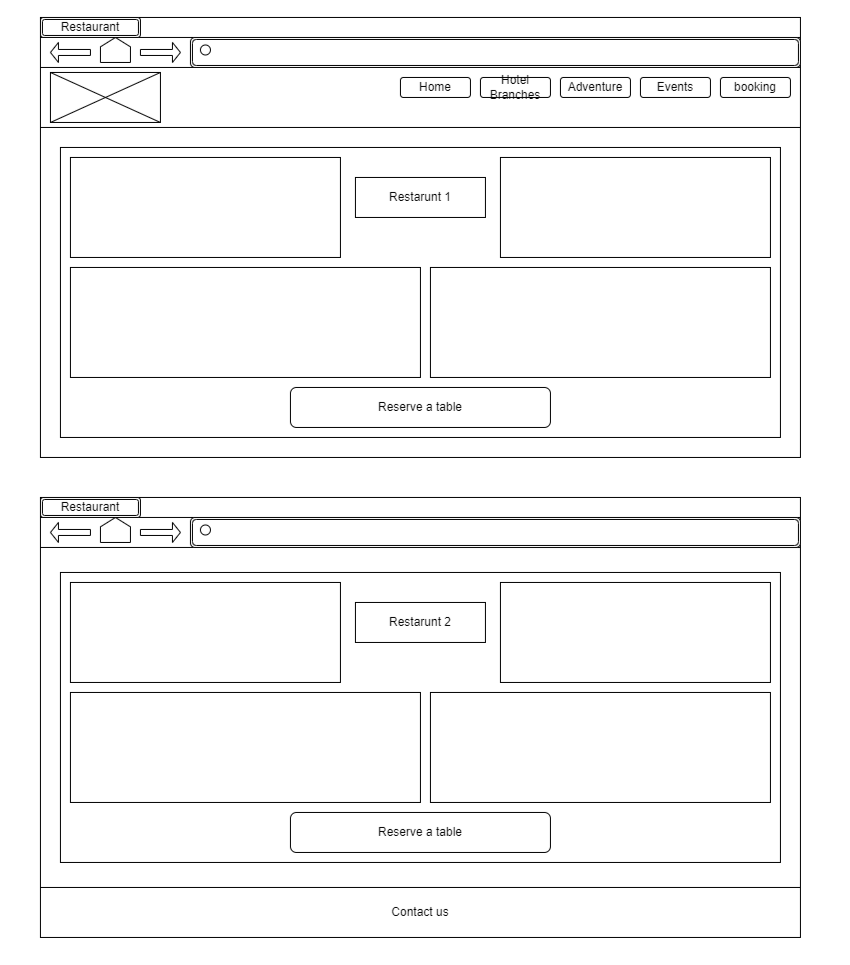 Restaurant
Home
Hotel
Branches
Adventure
Events
booking
Restarunt 1
Reserve a table
Restaurant
Restarunt 2
Reserve a table
Contact us